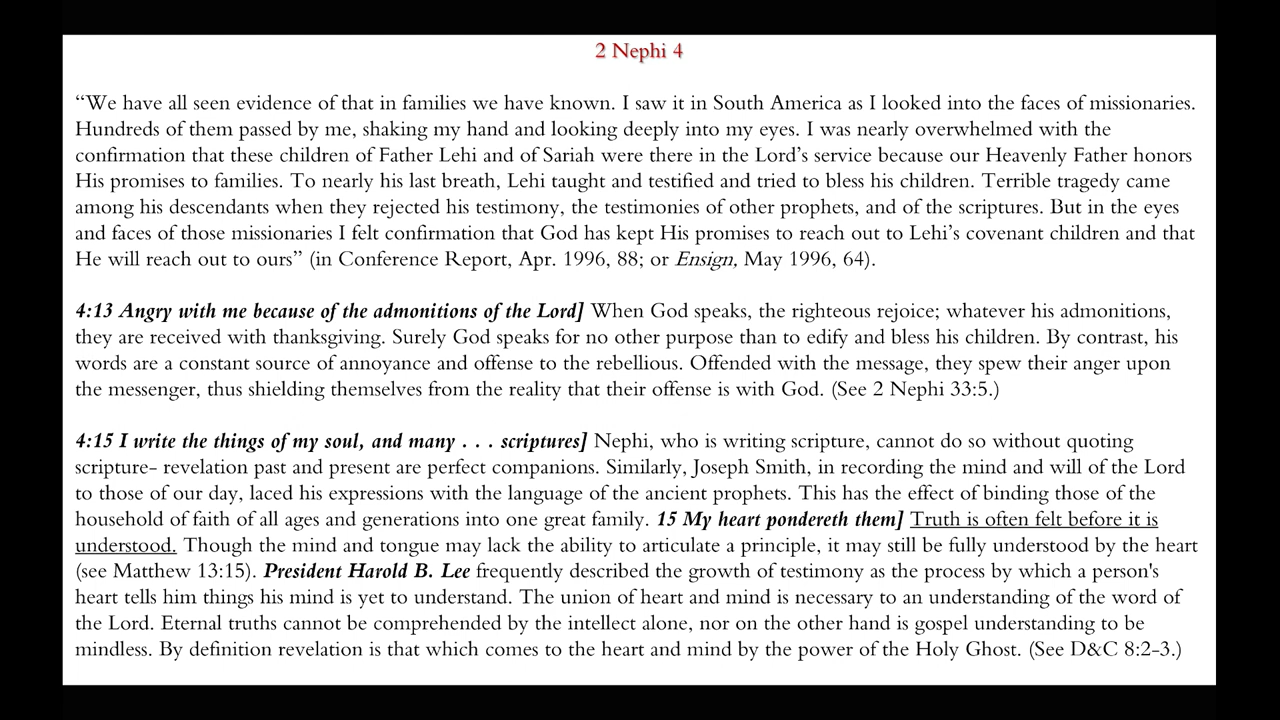 2 Nephi 4
“We have all seen evidence of that in families we have known. I saw it in South America as I looked into the faces of missionaries.
Hundreds of them passed by me, shaking my hand and looking deeply into my eyes. I was nearly overwhelmed with the
confirmation that these children of Father Lehi and of Sariah were there in the Lord’s service because our Heavenly Father honors
His promises to families. To nearly his last breath, Lehi taught and testified and tried to bless his children. Terrible tragedy came
among his descendants when they rejected his testimony, the testimonies of other prophets, and of the scriptures. But in the eyes
and faces of those missionaries I felt confirmation that God has kept His promises to reach out to Lehi’s covenant children and that
He will reach out to ours” (in Conference Report, Apr. 1996, 88; or Ensign, May 1996, 64).
4:13 Angry with me because of the admonitions of the Lord] When God speaks, the righteous rejoice; whatever his admonitions,
they are received with thanksgiving. Surely God speaks for no other purpose than to edify and bless his children. By contrast, his
words are a constant source of annoyance and offense to the rebellious. Offended with the message, they spew their anger upon
the messenger, thus shielding themselves from the reality that their offense is with God. (See 2 Nephi 33:5.)
4:15 I write the things of my soul, and many . . . scriptures] Nephi, who is writing scripture, cannot do so without quoting
scripture- revelation past and present are perfect companions. Similarly, Joseph Smith, in recording the mind and will of the Lord
to those of our day, laced his expressions with the language of the ancient prophets. This has the effect of binding those of the
household of faith of all ages and generations into one great family. 15 My heart pondereth them] Truth is often felt before it is
understood. Though the mind and tongue may lack the ability to articulate a principle, it may still be fully understood by the heart
(see Matthew 13:15). President Harold B. Lee frequently described the growth of testimony as the process by which a person's
heart tells him things his mind is yet to understand. The union of heart and mind is necessary to an understanding of the word of
the Lord. Eternal truths cannot be comprehended by the intellect alone, nor on the other hand is gospel understanding to be
mindless. By definition revelation is that which comes to the heart and mind by the power of the Holy Ghost. (See D&C 8:2-3.)